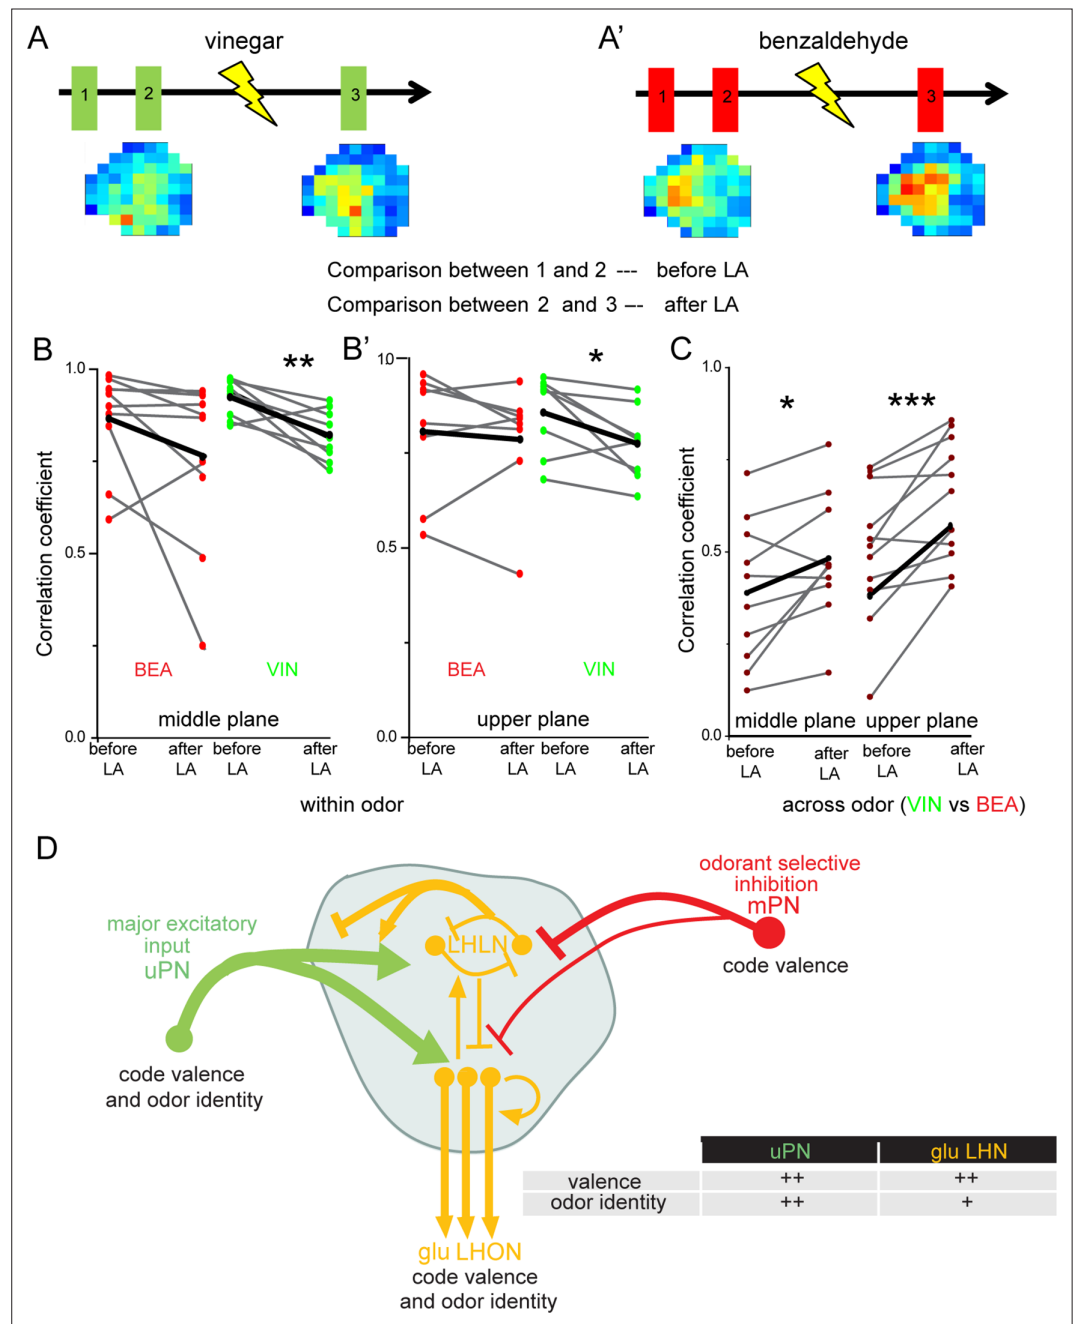 A
vinegar
1
2
3
A'
benzaldehyde
1
2
3
Comparison between 1 and 2 --- before LA
Comparison between 2 and 3 --- after LA
B
**
1.0
0.5
0.0
Correlation coefficient
BEA
VIN
middle plane
before LA
after LA
before LA
after LA
B'
*
10
0.5
0.0
BEA
VIN
upper plane
before LA
after LA
before LA
after LA
within odor
C
*
***
1.0
0.5
0.0
Correlation coefficient
middle plane
upper plane
before LA
after LA
before LA
after LA
across odor (VIN vs BEA)
D
major excitatory
input
uPN
code valence
and odor identity
LHLN
odorant selective
inhibition
mPN
code valence
glu LHON
code valence
and odor identity
uPN glu LHN
valence ++ ++
odor identity ++ +